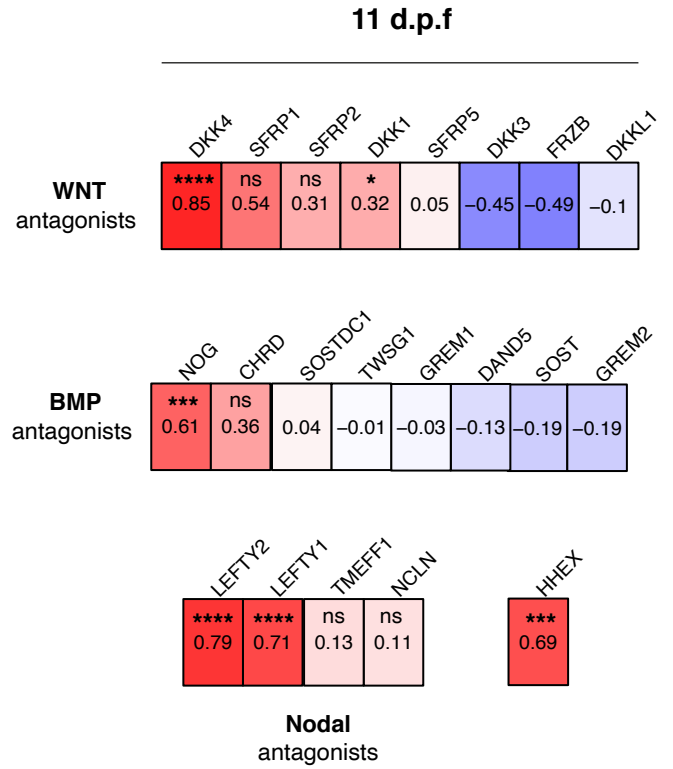 11 d.p.f
DKK4 SFRP1 SFRP2 DKK1 SFRP5 DKK3 FRZB DKKL1
WNT
antagonists
**** ns ns *
0.85 0.54 0.31 0.32 0.05 −0.45 −0.49 −0.1
NOG CHRD SOSTDC1 TWSG1 GREM1 DAND5 SOST GREM2
BMP
antagonists
*** ns
0.61 0.36 0.04 −0.01 −0.03 −0.13 −0.19 −0.19
LEFTY2 LEFTY1 TMEFF1 NCLN HHEX
**** **** ns ns ***
0.79 0.71 0.13 0.11 0.69
Nodal
antagonists